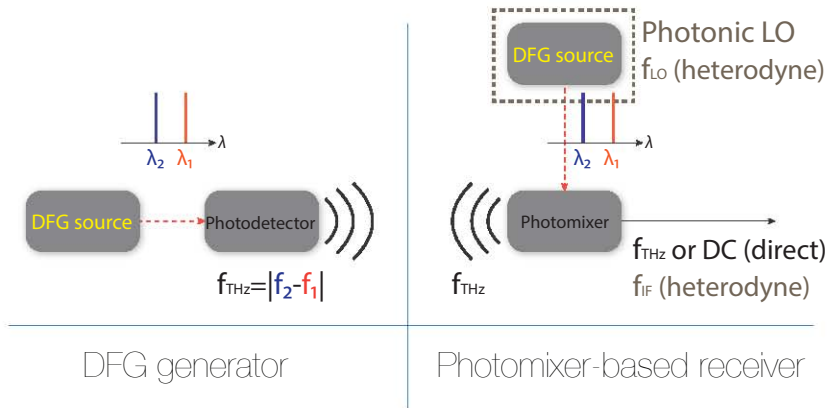 λ
λ₂ λ₁
DFG source
Photodetector
fTHz=|f₂-f₁|
DFG generator
DFG source
Photonic LO
fLO (heterodyne)
λ
λ₂ λ₁
Photomixer
fTHz
fTHz or DC (direct)
fIF (heterodyne)
Photomixer-based receiver